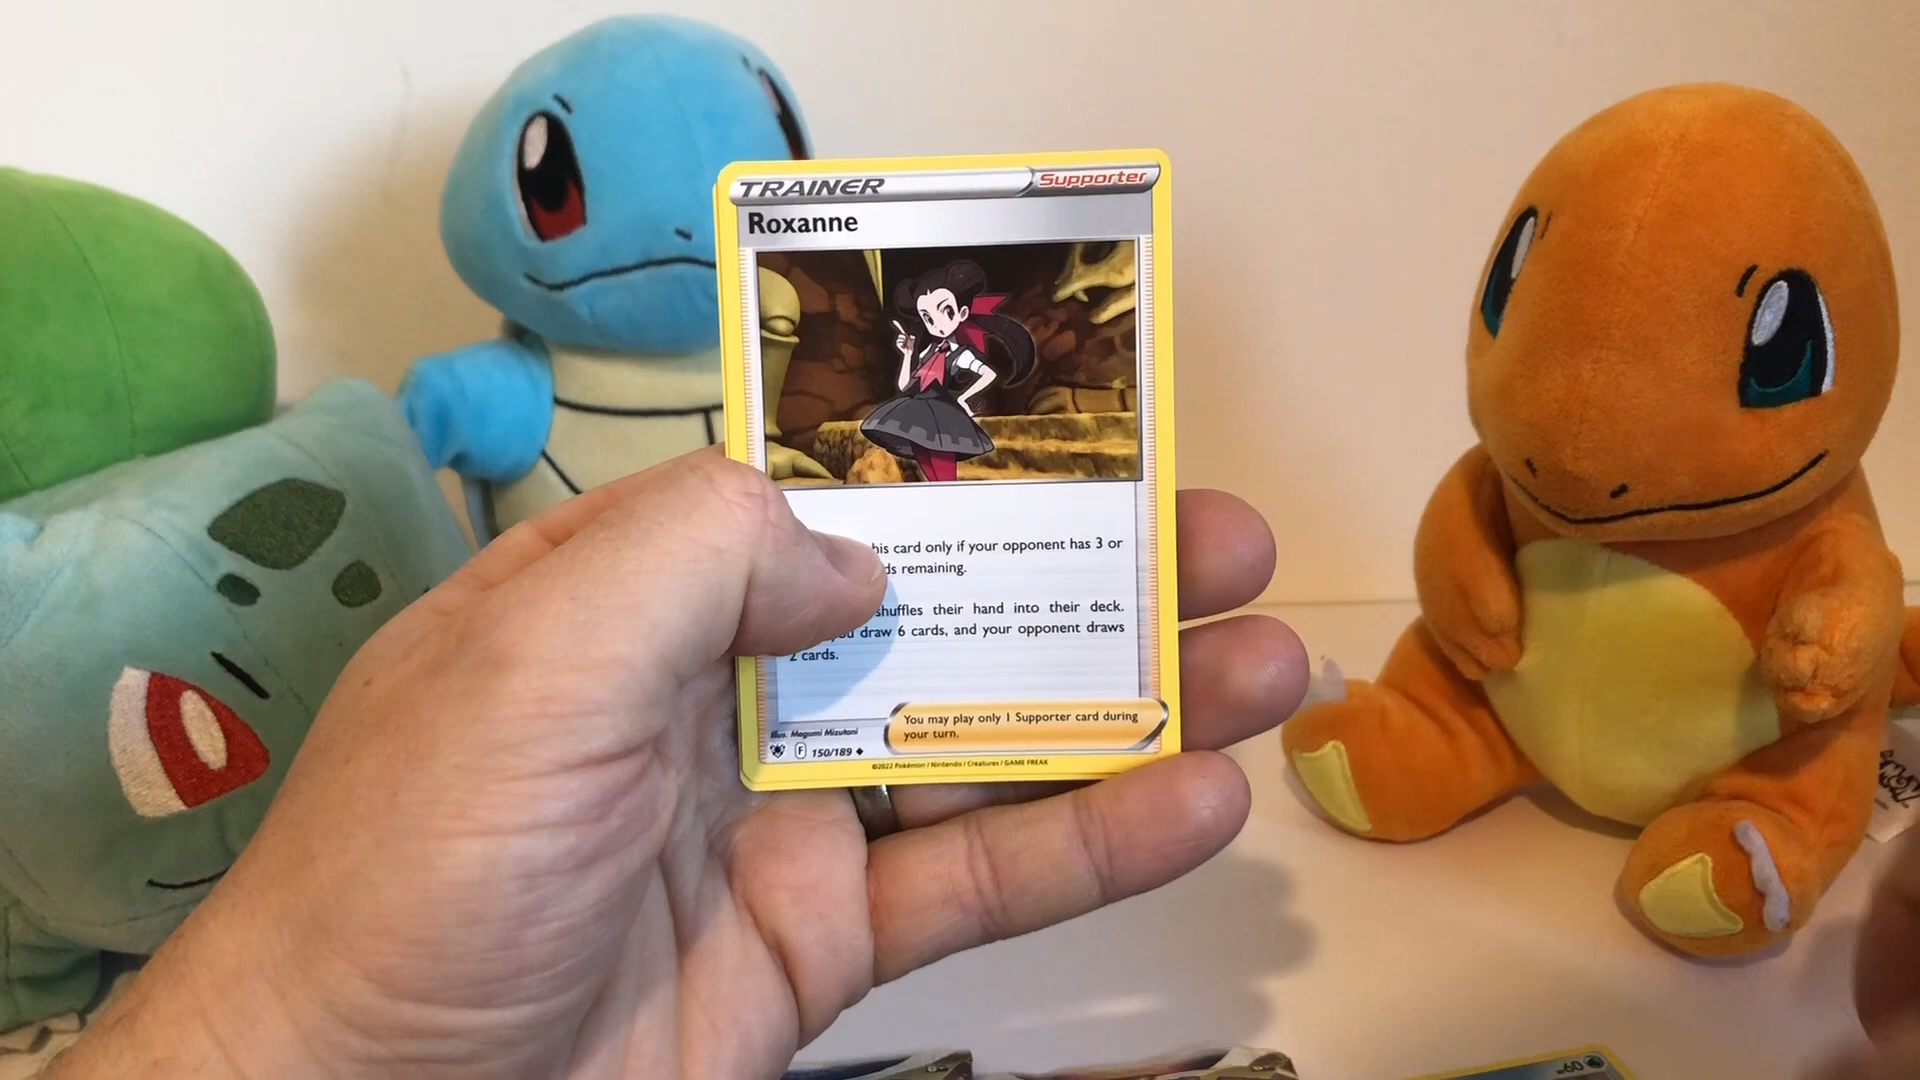 TRAINER Supporter
Roxanne
his card only if your opponent has 3 or
ds remaining.
shuffles their hand into their deck.
you draw 6 cards, and your opponent draws
2 cards.
You may play only 1 Supporter card during
your turn.
Illus. Megumi Mizutani
F 150/189
©2022 Pokémon / Nintendo / Creatures / GAME FREAK
60